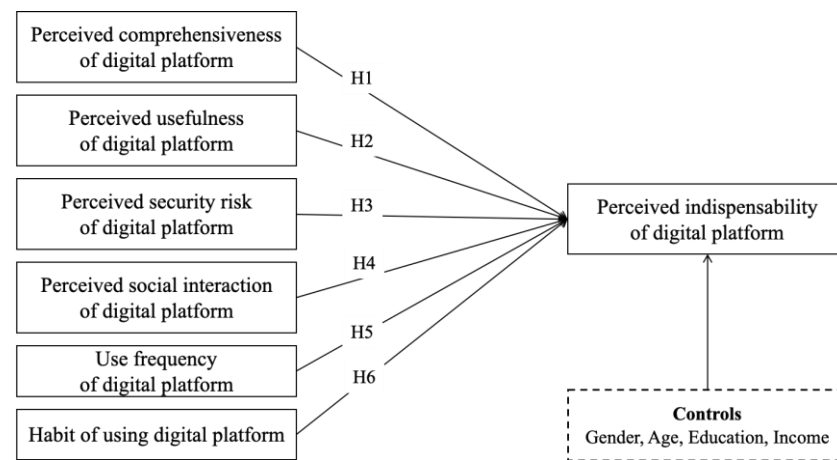 Perceived comprehensiveness
of digital platform
H1
Perceived usefulness
of digital platform
H2
Perceived security risk
of digital platform
H3
Perceived social interaction
of digital platform
H4
Use frequency
of digital platform
H5
Habit of using digital platform
H6
Perceived indispensability
of digital platform
Controls
Gender, Age, Education, Income